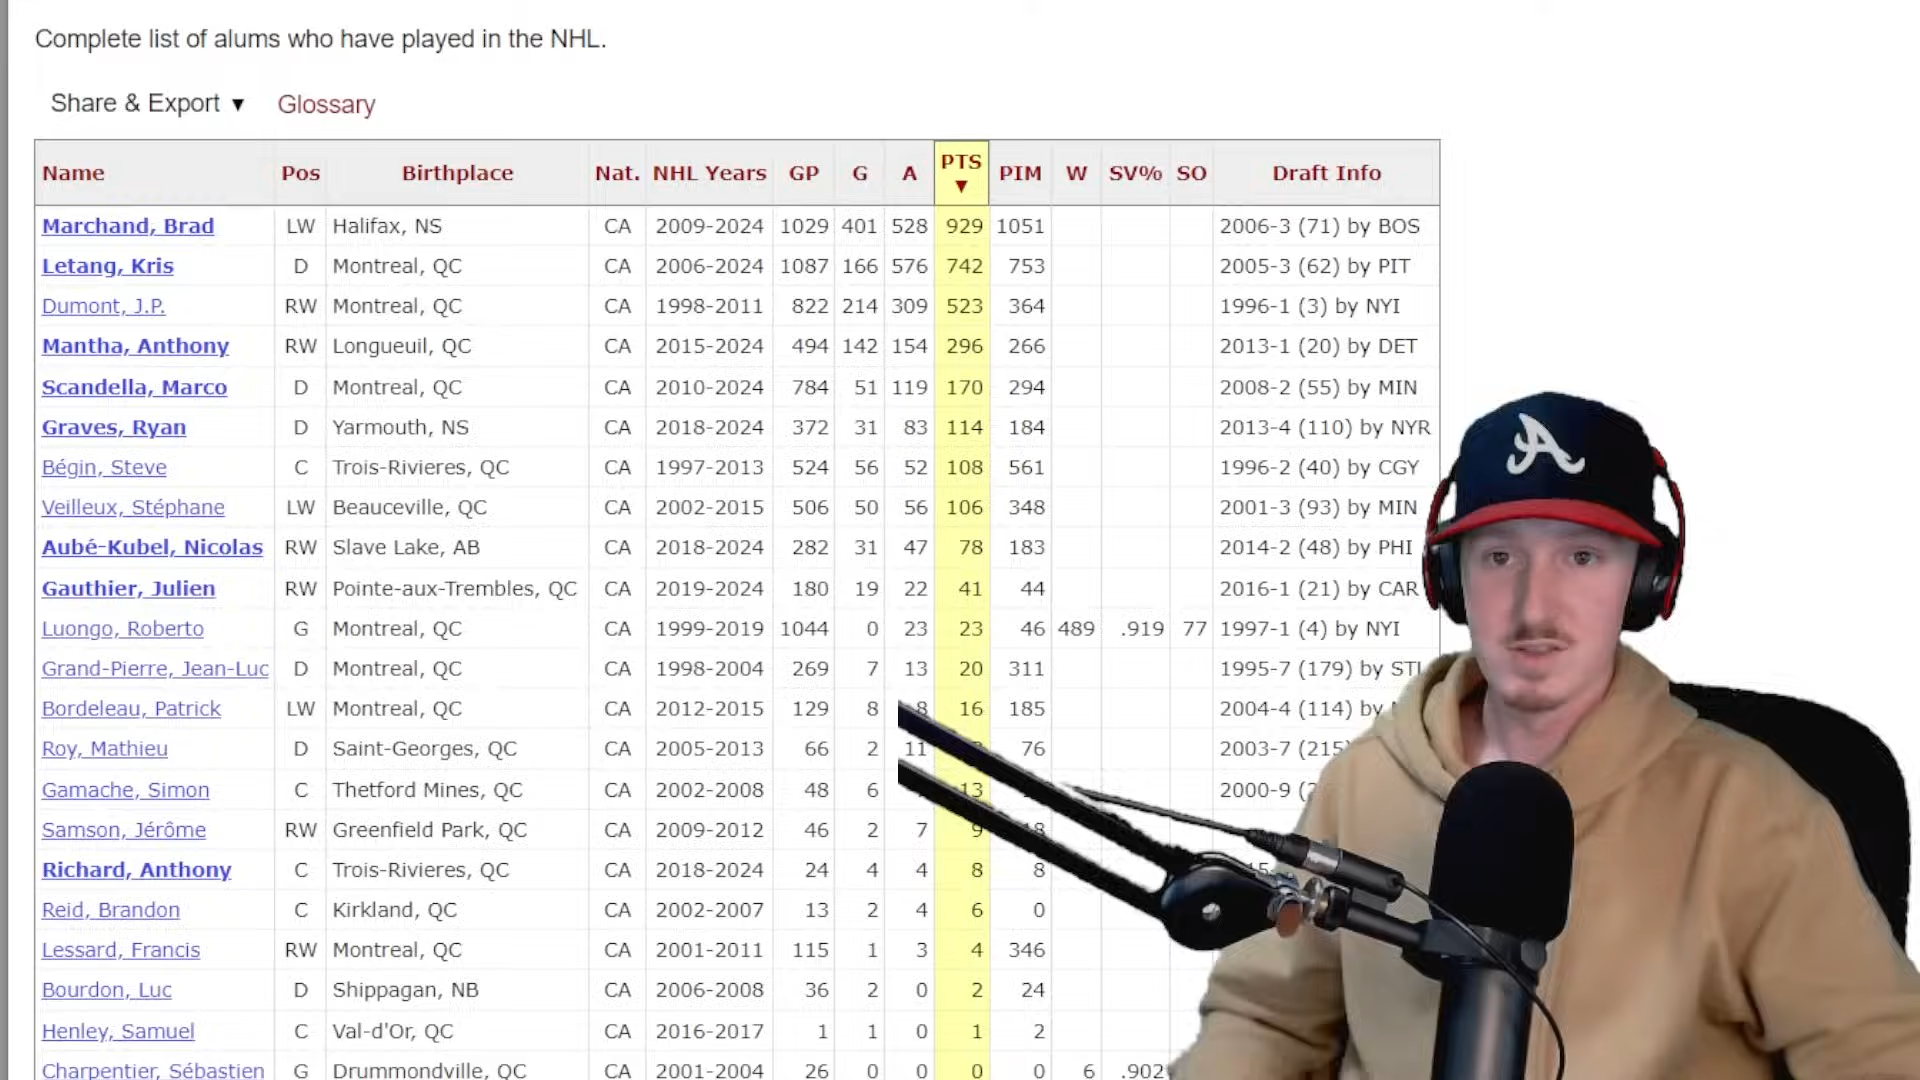 Complete list of alums who have played in the NHL.
Share & Export ▼ Glossary
Name Pos Birthplace Nat. NHL Years GP G A PTS ▼ PIM W SV% SO Draft Info
Marchand, Brad LW Halifax, NS CA 2009-2024 1029 401 528 929 1051 2006-3 (71) by BOS
Letang, Kris D Montreal, QC CA 2006-2024 1087 166 576 742 753 2005-3 (62) by PIT
Dumont, J.P. RW Montreal, QC CA 1998-2011 822 214 309 523 364 1996-1 (3) by NYI
Mantha, Anthony RW Longueuil, QC CA 2015-2024 494 142 154 296 266 2013-1 (20) by DET
Scandella, Marco D Montreal, QC CA 2010-2024 784 51 119 170 294 2008-2 (55) by MIN
Graves, Ryan D Yarmouth, NS CA 2018-2024 372 31 83 114 184 2013-4 (110) by NYR
Bégin, Steve C Trois-Rivieres, QC CA 1997-2013 524 56 52 108 561 1996-2 (40) by CGY
Veilleux, Stéphane LW Beauceville, QC CA 2002-2015 506 50 56 106 348 2001-3 (93) by MIN
Aubé-Kubel, Nicolas RW Slave Lake, AB CA 2018-2024 282 31 47 78 183 2014-2 (48) by PHI
Gauthier, Julien RW Pointe-aux-Trembles, QC CA 2019-2024 180 19 22 41 44 2016-1 (21) by CAR
Luongo, Roberto G Montreal, QC CA 1999-2019 1044 0 23 23 46 489 .919 77 1997-1 (4) by NYI
Grand-Pierre, Jean-Luc D Montreal, QC CA 1998-2004 269 7 13 20 311 1995-7 (179) by
Bordeleau, Patrick LW Montreal, QC CA 2012-2015 129 8 8 16 185 2004-4 (114) by
Roy, Mathieu D Saint-Georges, QC CA 2005-2013 66 2 11 76 2003-7 (215)
Gamache, Simon C Thetford Mines, QC CA 2002-2008 48 6 13 2000-9
Samson, Jérôme RW Greenfield Park, QC CA 2009-2012 46 2 7 9
Richard, Anthony C Trois-Rivieres, QC CA 2018-2024 24 4 4 8 8
Reid, Brandon C Kirkland, QC CA 2002-2007 13 2 4 6 0
Lessard, Francis RW Montreal, QC CA 2001-2011 115 1 3 4 346
Bourdon, Luc D Shippagan, NB CA 2006-2008 36 2 0 2 24
Henley, Samuel C Val-d'Or, QC CA 2016-2017 1 1 0 1 2
Charpentier, Sébastien G Drummondville, QC CA 2001-2004 26 0 0 0 0 6 .902
A